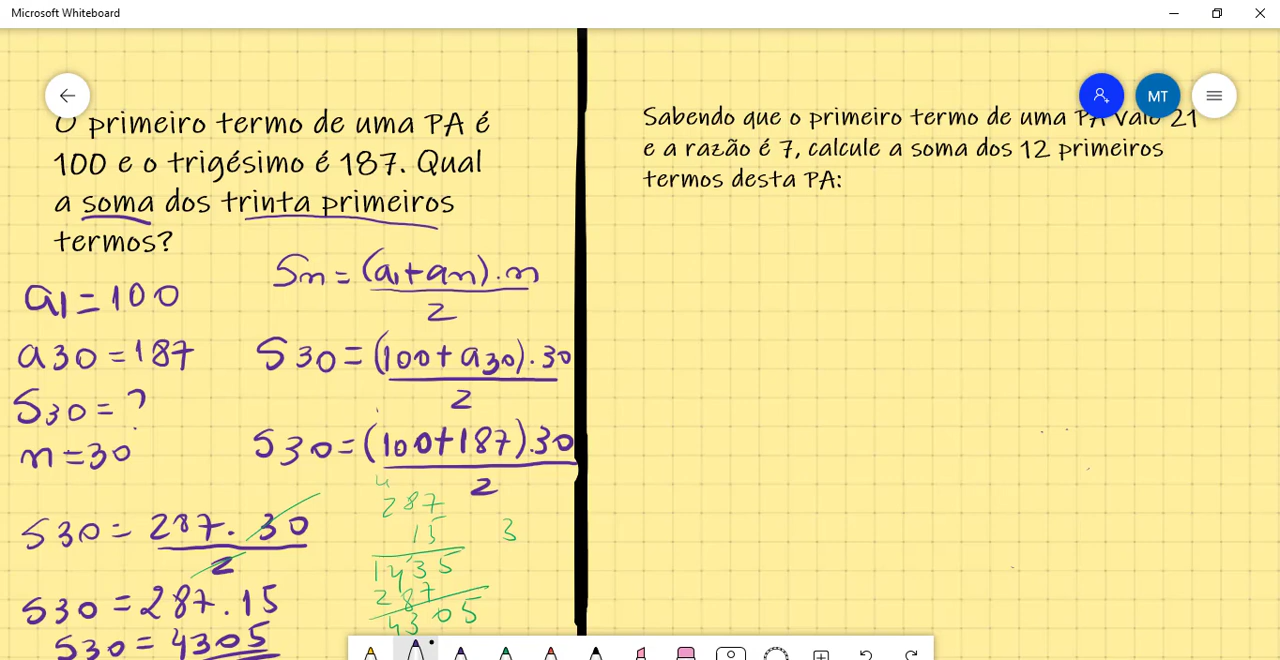 Microsoft Whiteboard
MT
O primeiro termo de uma PA é
100 e o trigésimo é 187. Qual
a soma dos trinta primeiros
termos?
a1 = 100
a30 = 187
S30 = ?
n = 30
Sn = (a1 + an) . n
2
S30 = (100 + a30) . 30
2
S30 = (100 + 187) . 30
2
S30 = 287 . 30
2
S30 = 287 . 15
S30 = 4305
4
287
15
3
1435
287
4305
Sabendo que o primeiro termo de uma PA vale 21
e a razão é 7, calcule a soma dos 12 primeiros
termos desta PA: